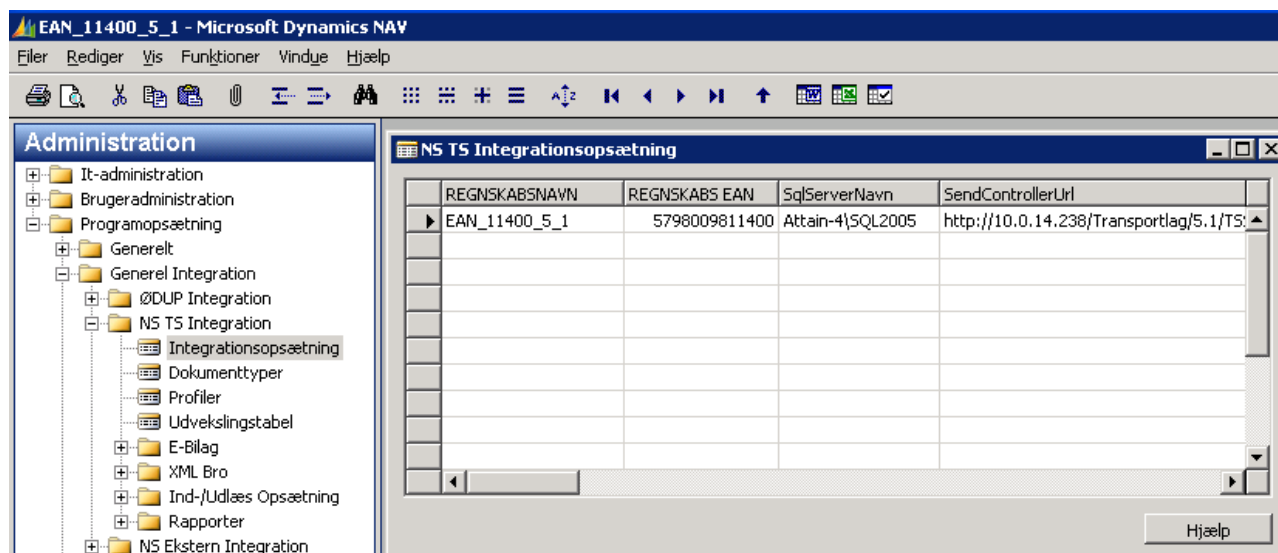 EAN_11400_5_1 - Microsoft Dynamics NAV
Filer Rediger Vis Funktioner Vindue Hjælp
Administration
It-administration
Brugeradministration
Programopsætning
Generelt
Generel Integration
ØDUP Integration
NS TS Integration
Integrationsopsætning
Dokumenttyper
Profiler
Udvekslingstabel
E-Bilag
XML Bro
Ind-/Udlæs Opsætning
Rapporter
NS Ekstern Integration
NS TS Integrationsopsætning
REGNSKABSNAVN REGNSKABS EAN SqlServerNavn SendControllerUrl
EAN_11400_5_1 5798009811400 Attain-4\SQL2005 http://10.0.14.238/Transportlag/5.1/TS
Hjælp